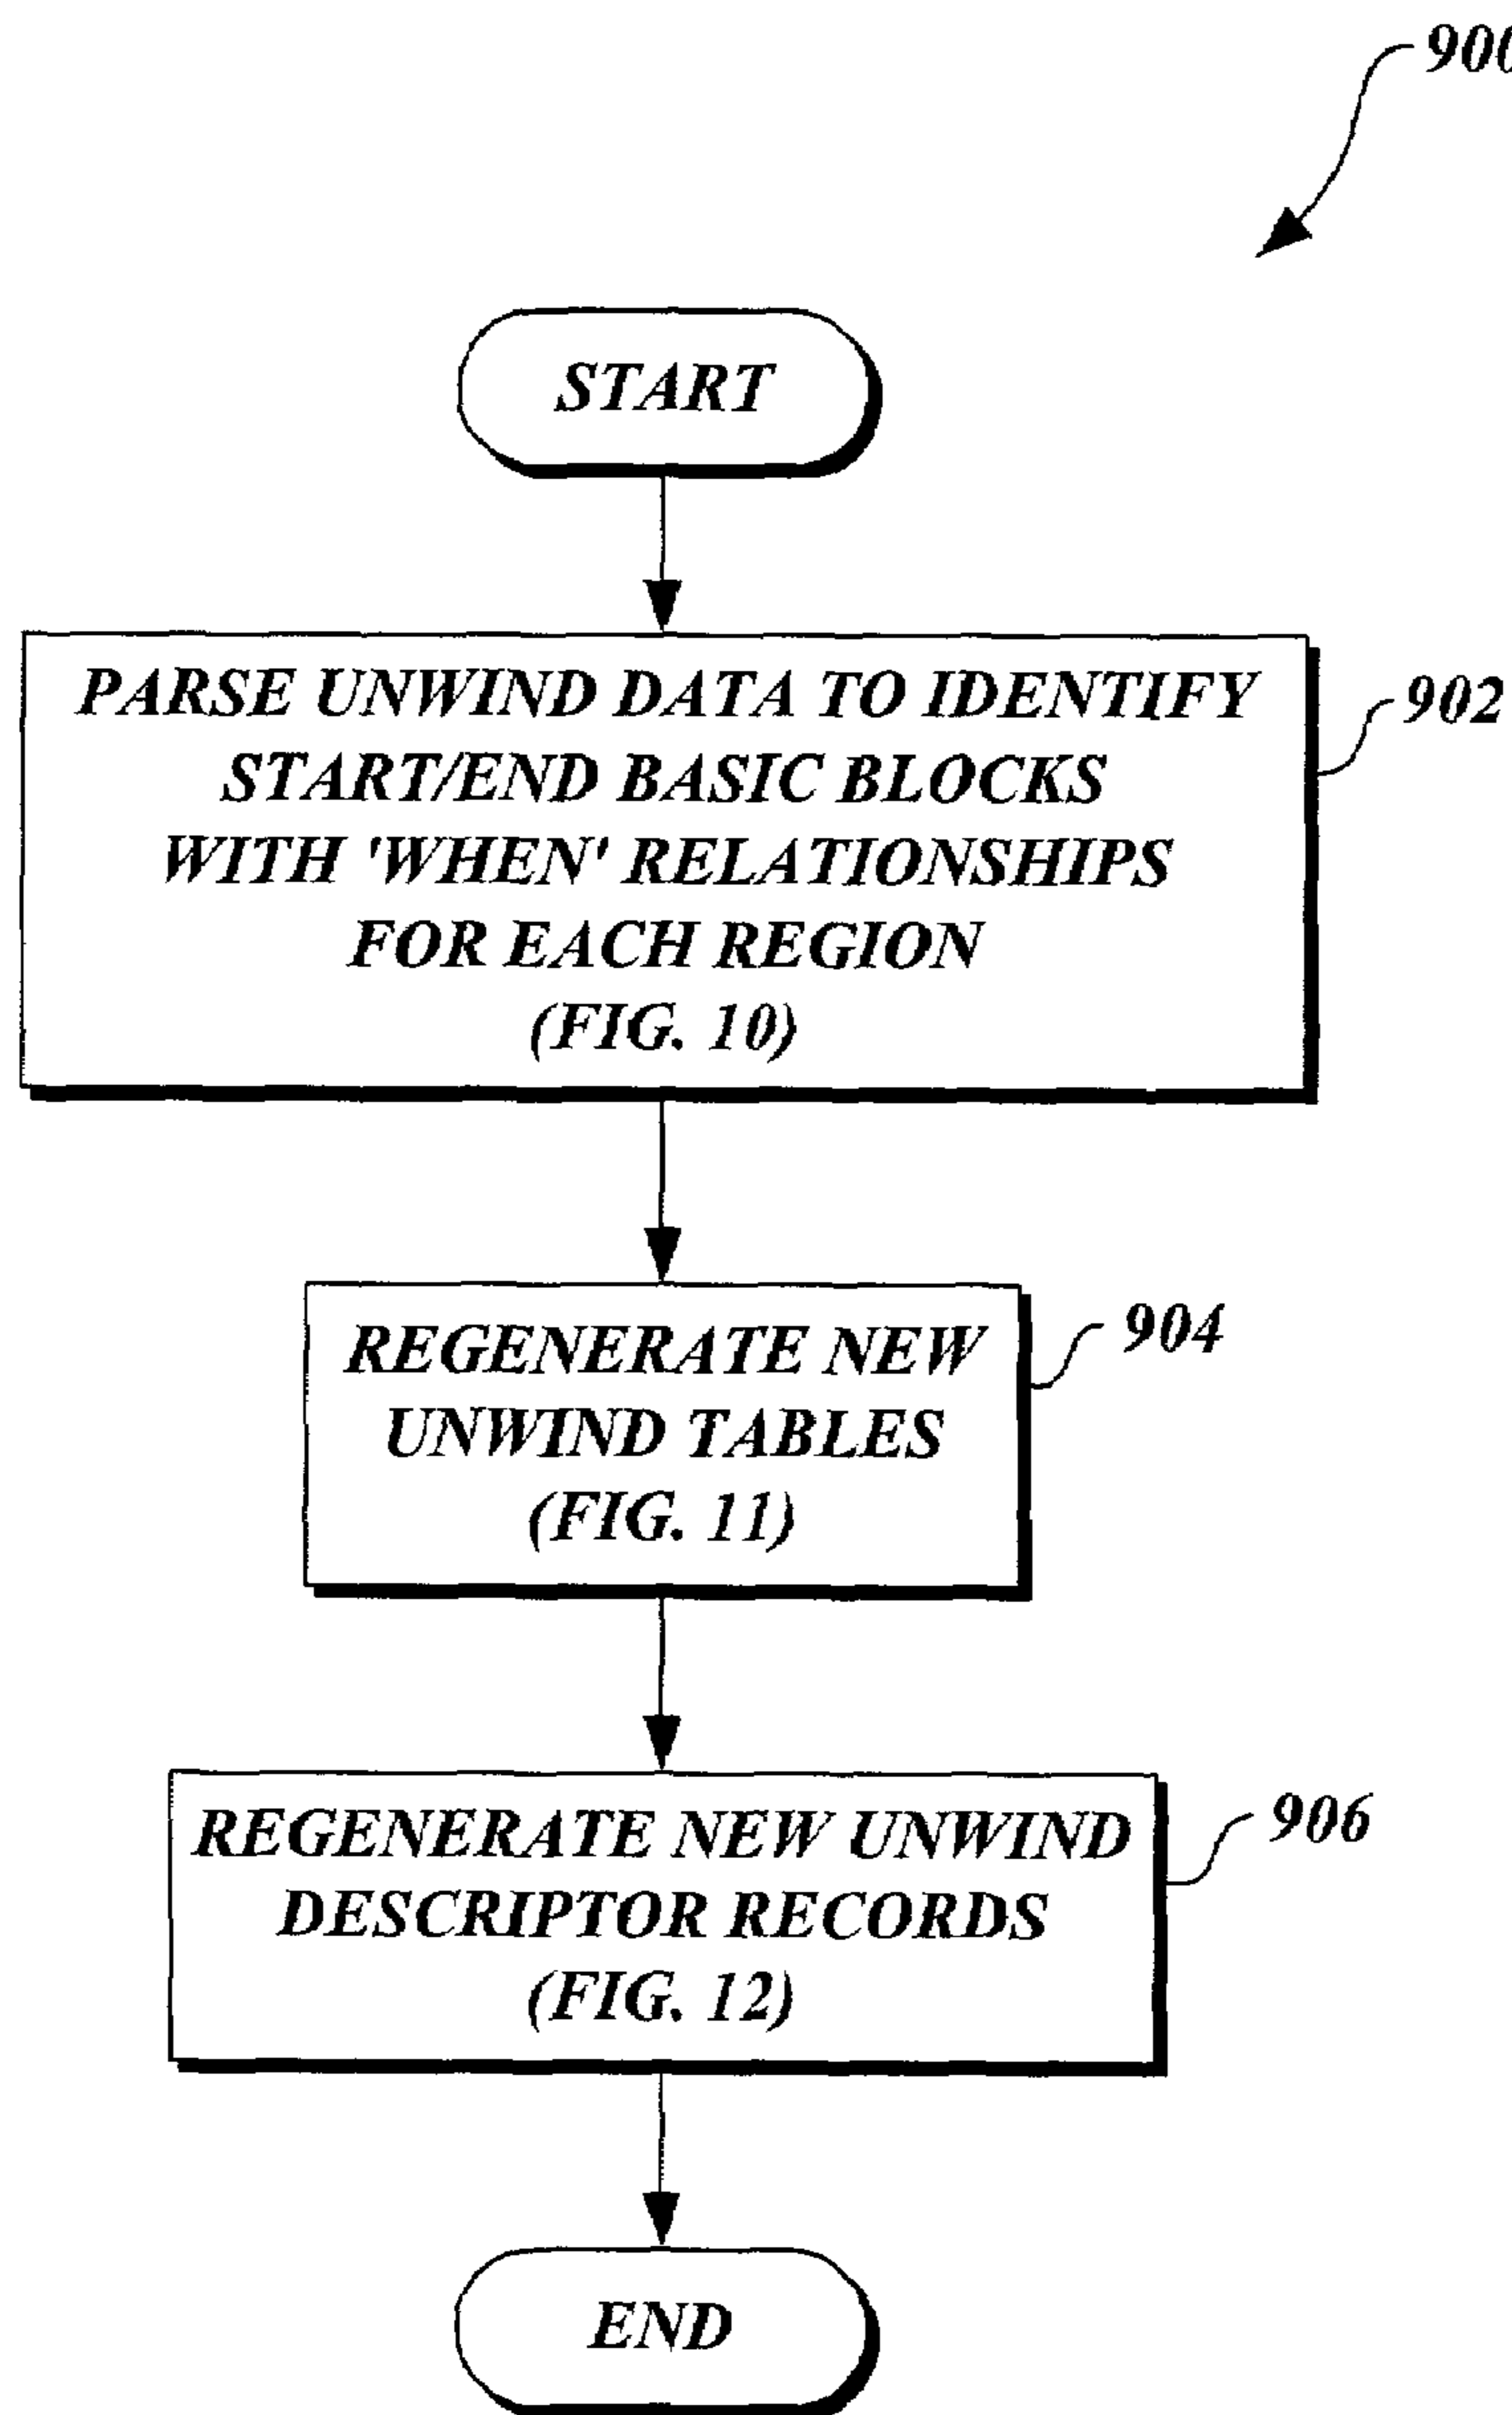 900
START
PARSE UNWIND DATA TO IDENTIFY
START/END BASIC BLOCKS
WITH 'WHEN' RELATIONSHIPS
FOR EACH REGION
(FIG. 10)
902
REGENERATE NEW
UNWIND TABLES
(FIG. 11)
904
REGENERATE NEW UNWIND
DESCRIPTOR RECORDS
(FIG. 12)
906
END